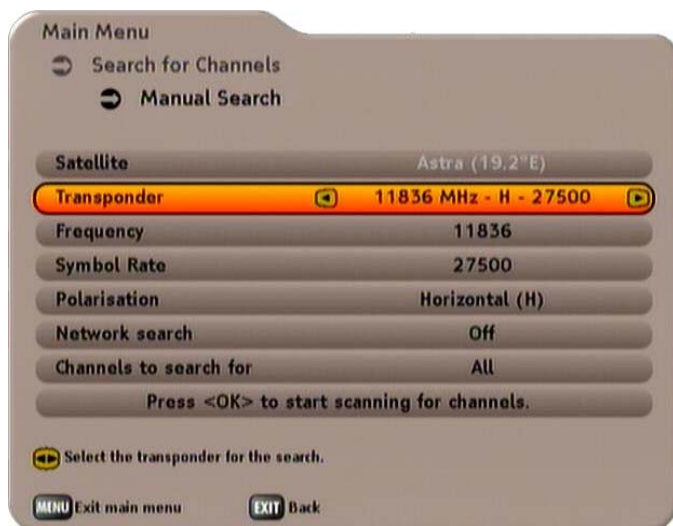 Main Menu
Search for Channels
Manual Search
Satellite Astra (19.2°E)
Transponder 11836 MHz - H - 27500
Frequency 11836
Symbol Rate 27500
Polarisation Horizontal (H)
Network search Off
Channels to search for All
Press <OK> to start scanning for channels.
Select the transponder for the search.
MENU Exit main menu EXIT Back